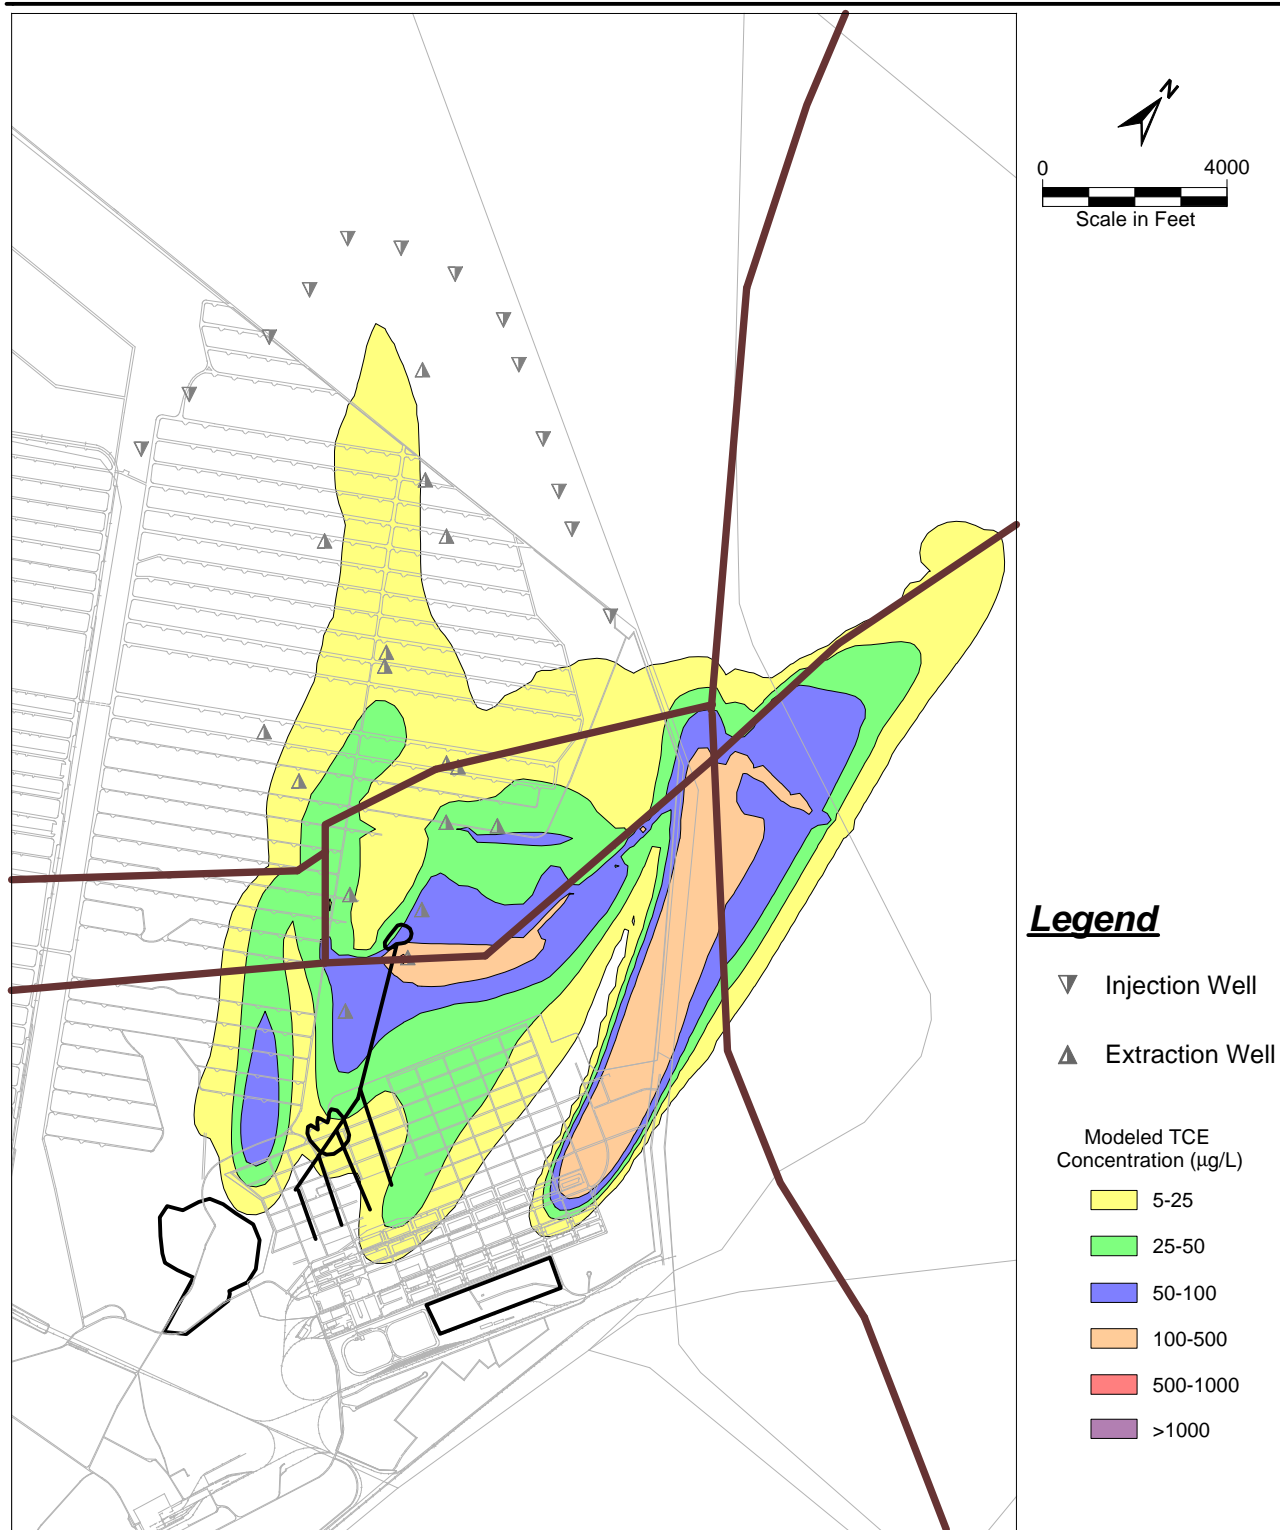 N
0 4000
Scale in Feet
Legend
Injection Well
Extraction Well
Modeled TCE
Concentration (µg/L)
5-25
25-50
50-100
100-500
500-1000
>1000